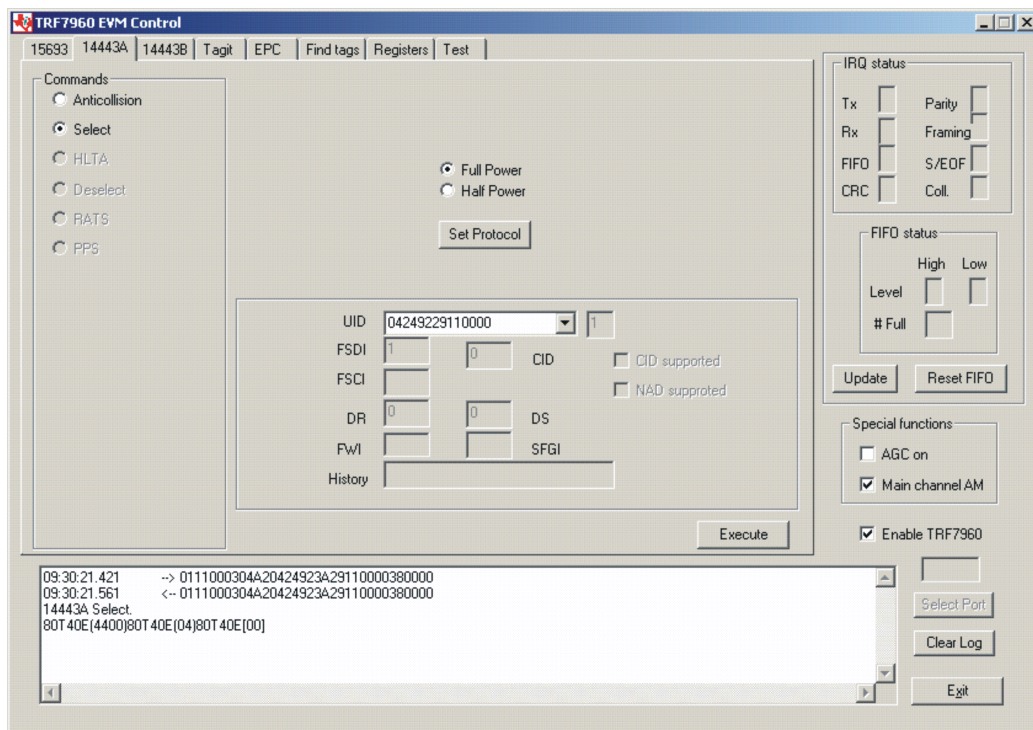 TRF7960 EVM Control
15693 14443A 14443B Tagit EPC Find tags Registers Test
Commands
Anticollision
Select
HLTA
Deselect
RATS
PPS
Full Power
Half Power
Set Protocol
UID 04249229110000 1
FSDI 1 0 CID CID supported
FSCI NAD supproted
DR 0 0 DS
FWI SFGI
History
Execute
IRQ status
Tx Parity
Rx Framing
FIFO S/EOF
CRC Coll.
FIFO status
High Low
Level
# Full
Update Reset FIFO
Special functions
AGC on
Main channel AM
Enable TRF7960
Select Port
Clear Log
Exit
09:30:21.421 --> 0111000304A20424923A29110000380000
09:30:21.561 <-- 0111000304A20424923A29110000380000
14443A Select.
80T40E(4400)80T40E(04)80T40E[00]